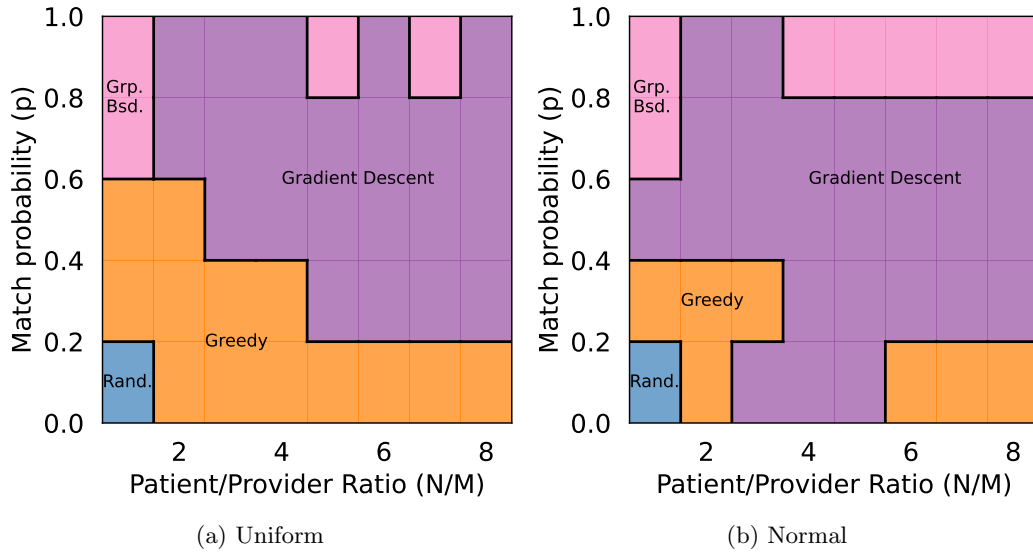 Match probability (p)
1.0
0.8
0.6
0.4
0.2
0.0
Grp.
Bsd.
Gradient Descent
Greedy
Rand.
2
4
6
8
Patient/Provider Ratio (N/M)
(a) Uniform
Match probability (p)
1.0
0.8
0.6
0.4
0.2
0.0
Grp.
Bsd.
Gradient Descent
Greedy
Rand.
2
4
6
8
Patient/Provider Ratio (N/M)
(b) Normal